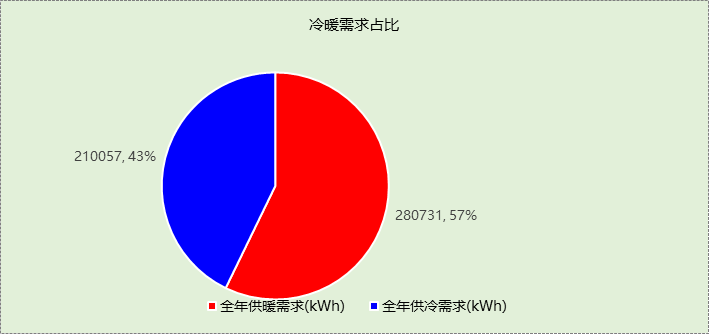 冷暖需求占比
210057, 43%
280731, 57%
全年供暖需求(kWh)
全年供冷需求(kWh)